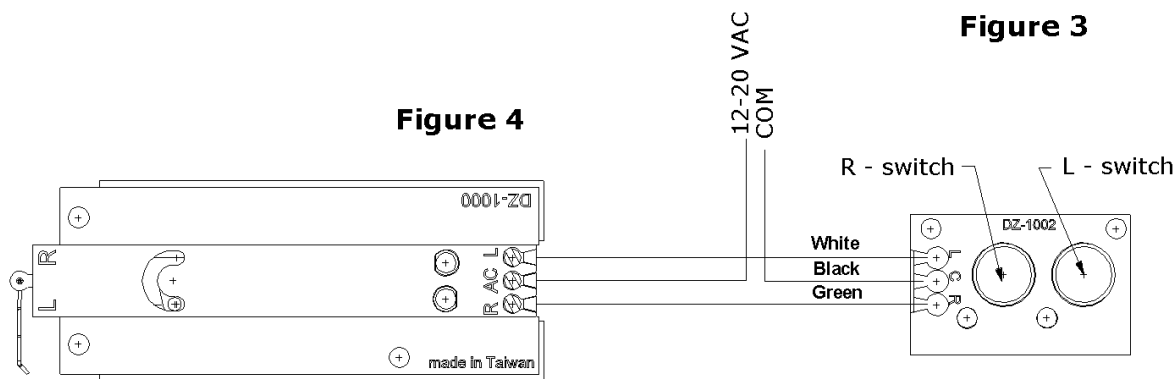 Figure 3
12-20 VAC
COM
Figure 4
R - switch
L - switch
DZ-1000
DZ-1002
R
L
L
AC
R
White
Black
Green
L
C
R
made in Taiwan